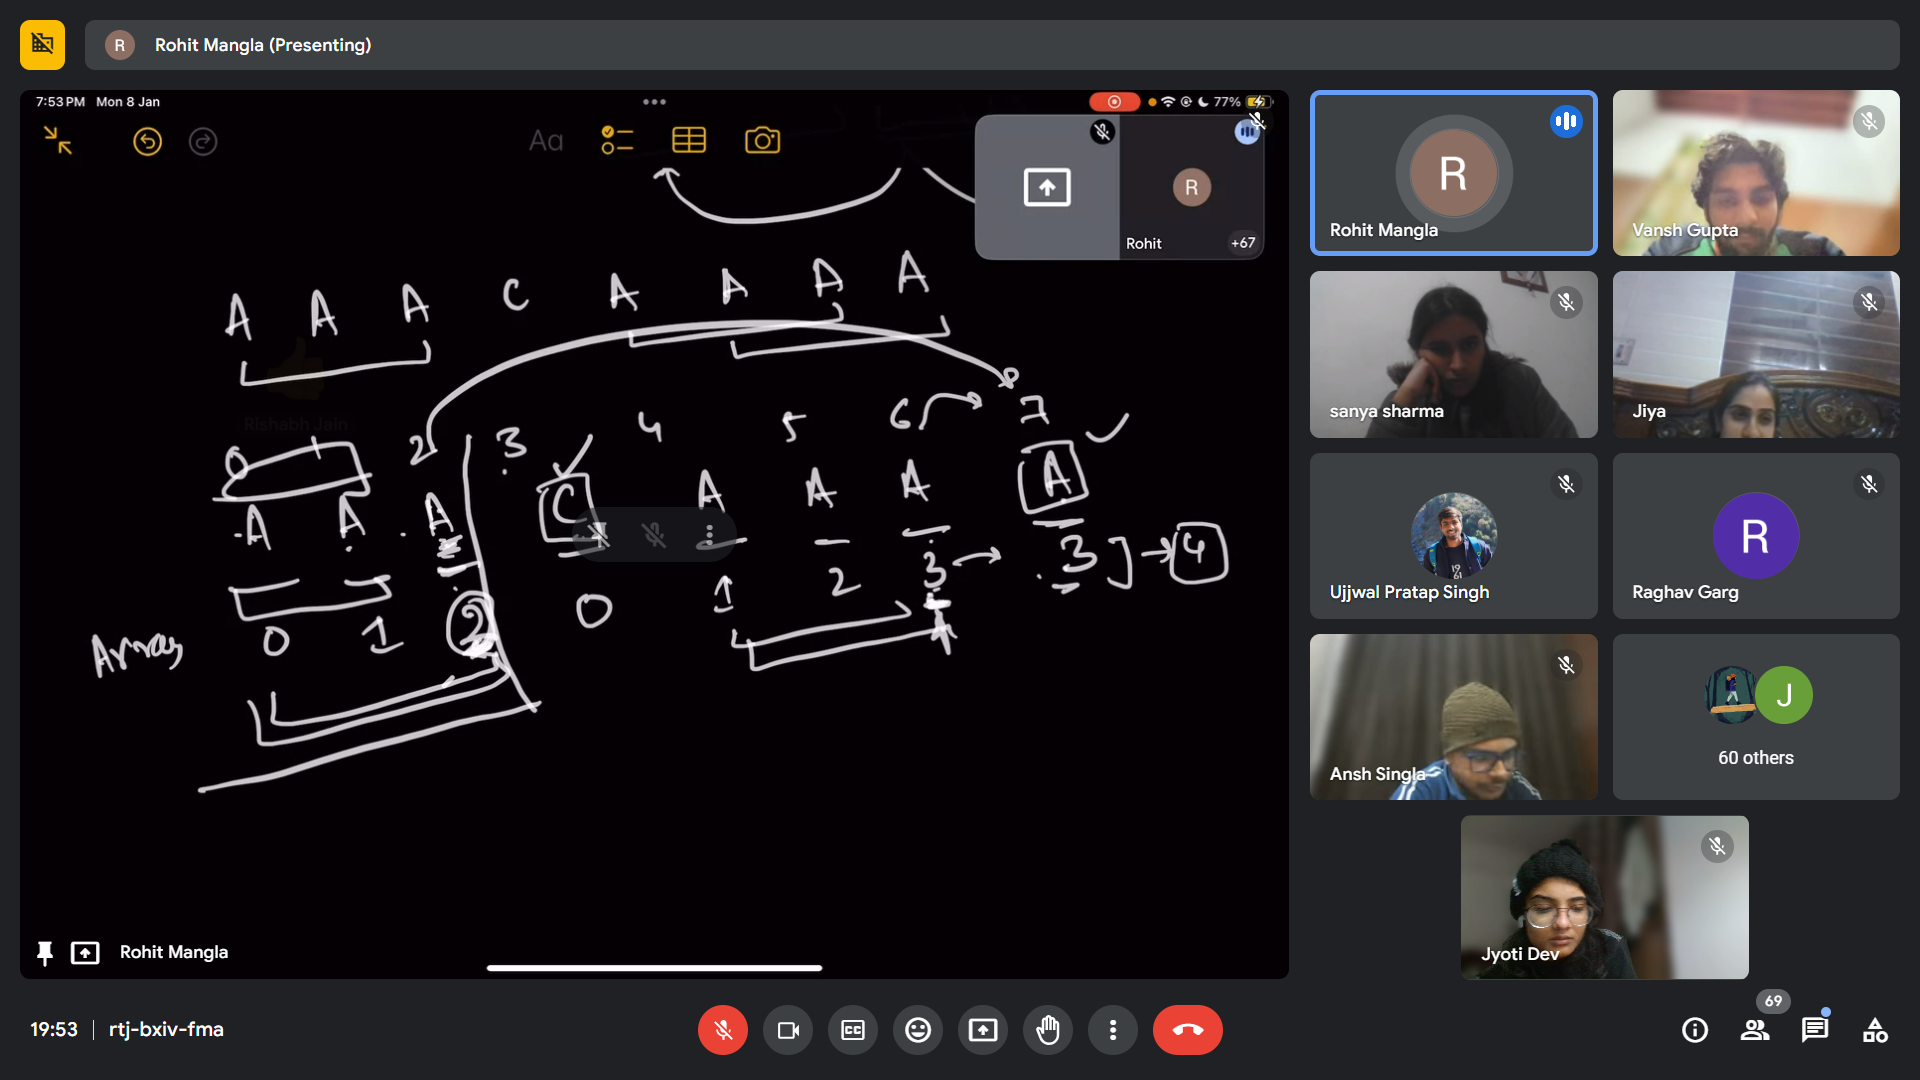 Rohit Mangla (Presenting)
7:53 PM Mon 8 Jan
77%
Aa
R
Rohit
+67
A A A C A A A A
Rishabh Jain
0 1 2 3 4 5 6 7
A A A C A A A A
Array 0 1 2 0 1 2 3 3 4
Rohit Mangla
R
Rohit Mangla
Vansh Gupta
sanya sharma
Jiya
Ujjwal Pratap Singh
R
Raghav Garg
Ansh Singla
J
60 others
Jyoti Dev
19:53 | rtj-bxiv-fma
CC
69